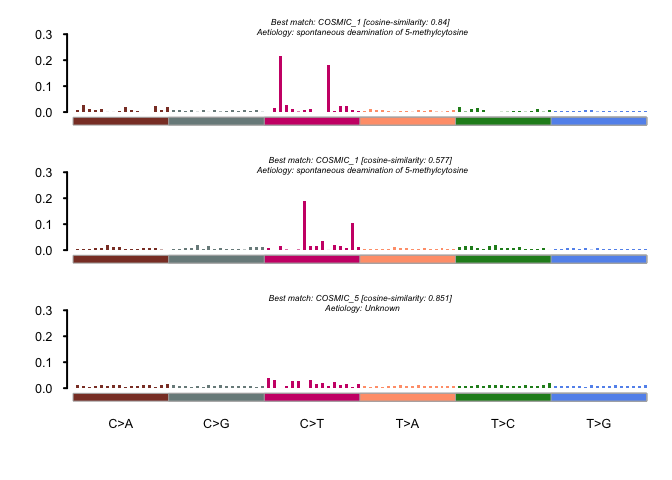 Best match: COSMIC_1 [cosine-similarity: 0.84]
Aetiology: spontaneous deamination of 5-methylcytosine
0.3
0.2
0.1
0.0
Best match: COSMIC_1 [cosine-similarity: 0.577]
Aetiology: spontaneous deamination of 5-methylcytosine
0.3
0.2
0.1
0.0
Best match: COSMIC_5 [cosine-similarity: 0.851]
Aetiology: Unknown
0.3
0.2
0.1
0.0
C>A C>G C>T T>A T>C T>G